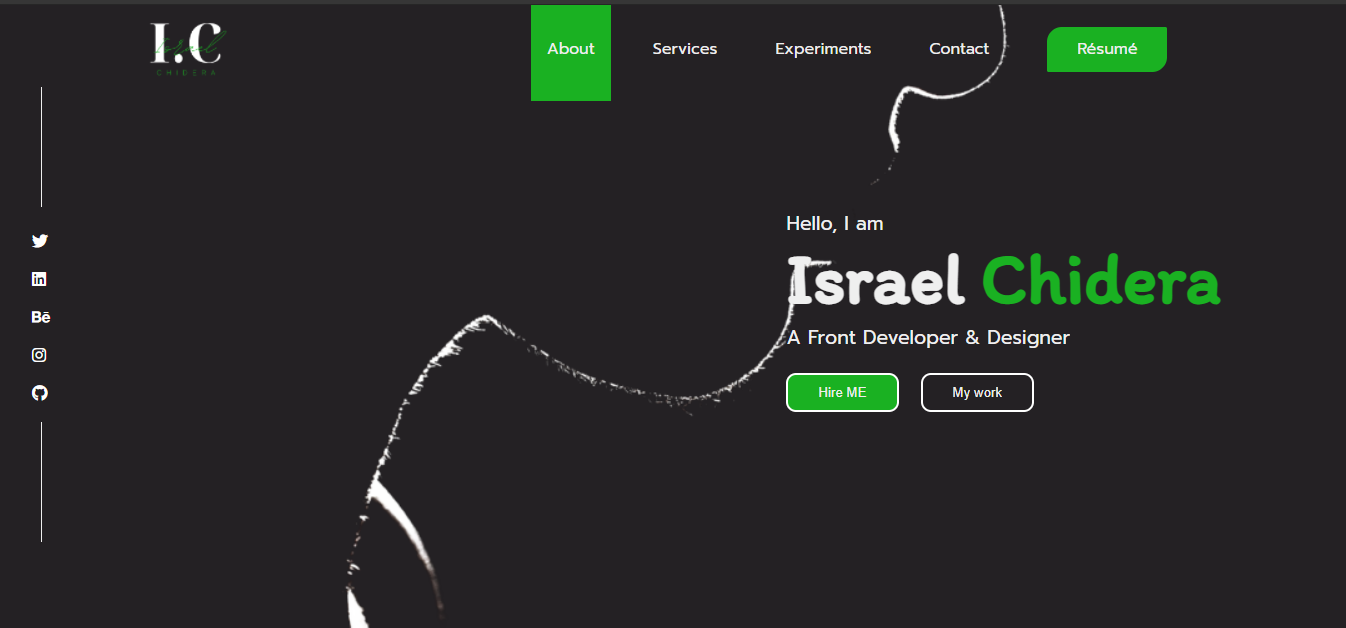 I.C
Israel
CHIDERA
About
Services
Experiments
Contact
Résumé
Hello, I am
Israel Chidera
A Front Developer & Designer
Hire ME
My work
Bē
in